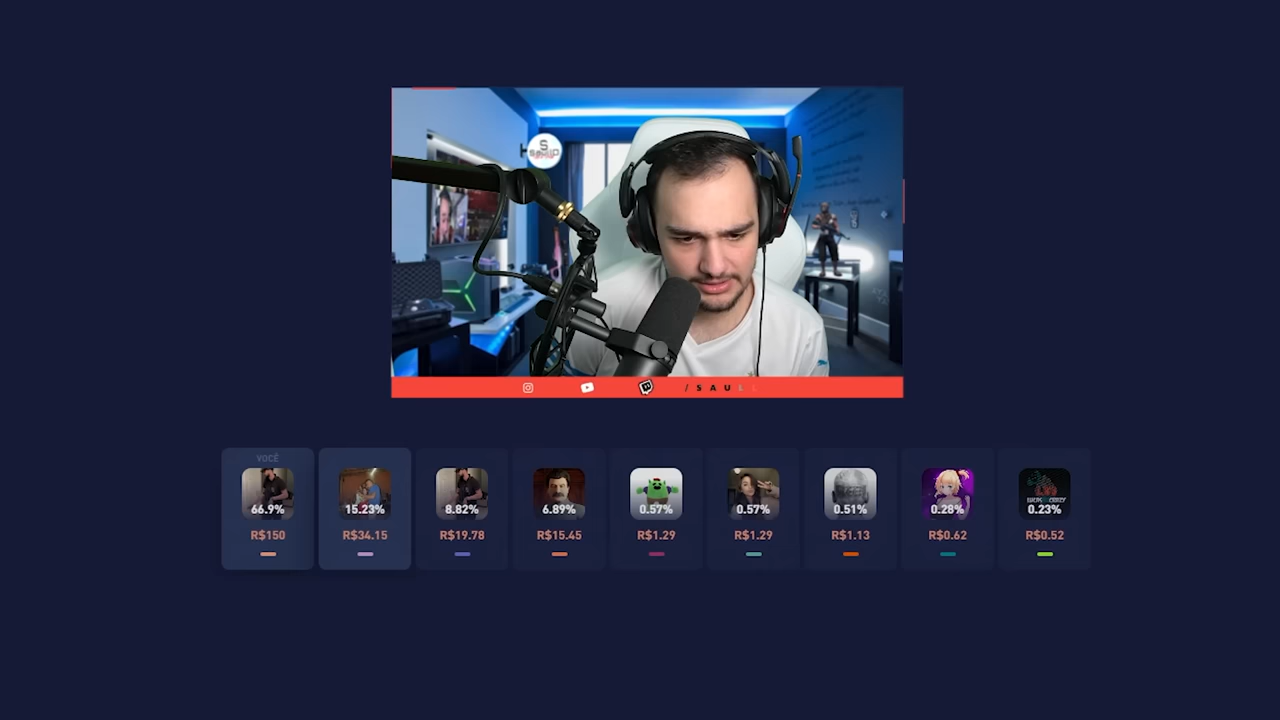 S
/ S A U L
VOCÊ
66.9% 15.23% 8.82% 6.89% 0.57% 0.57% 0.51% 0.28% 0.23%
R$150 R$34.15 R$19.78 R$15.45 R$1.29 R$1.29 R$1.13 R$0.62 R$0.52